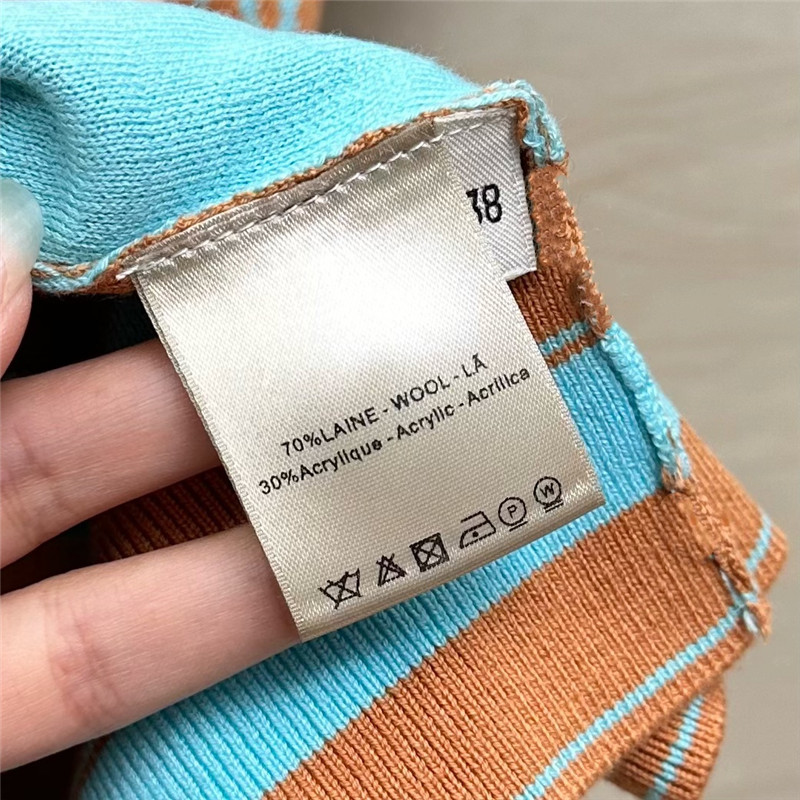 38
70%LAINE - WOOL - LÃ
30%Acrylique - Acrylic - Acrilica
P W